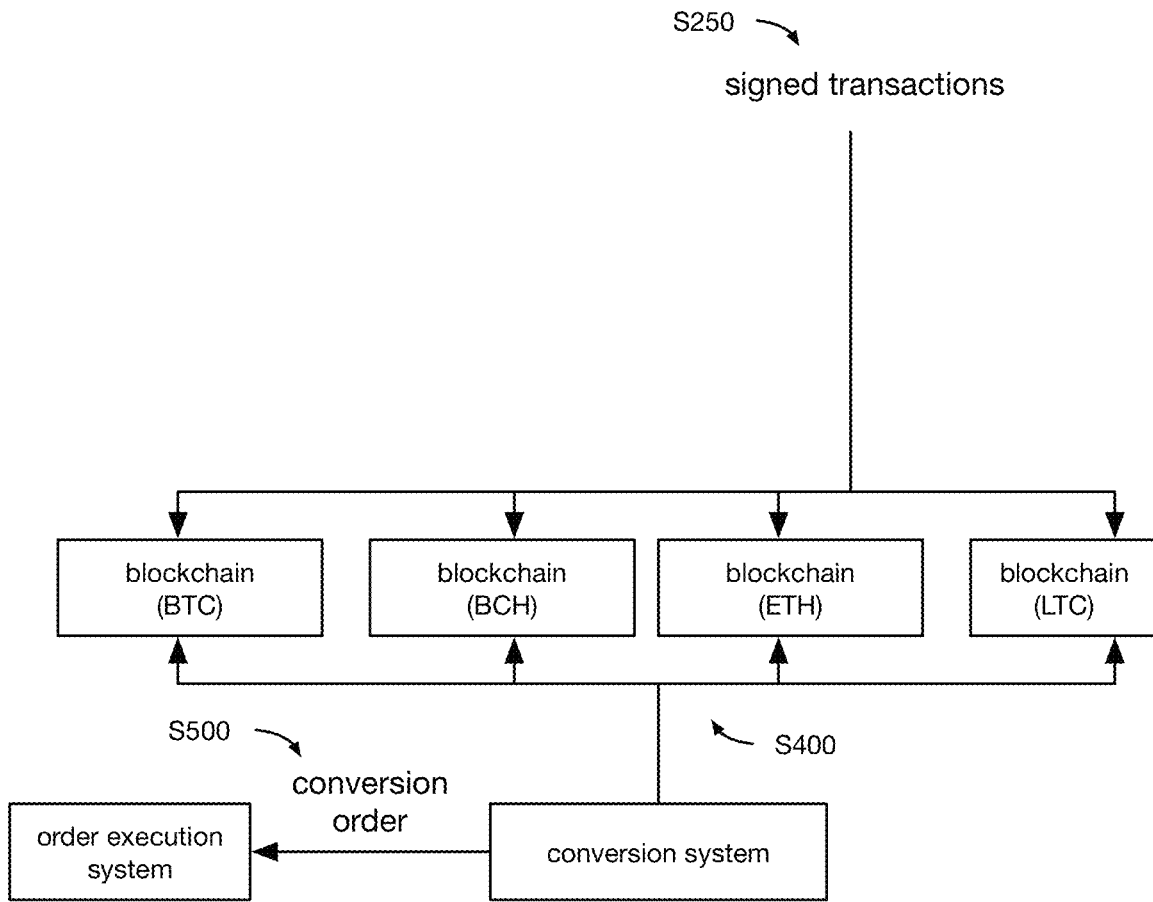 S250
signed transactions
blockchain
(BTC)
blockchain
(BCH)
blockchain
(ETH)
blockchain
(LTC)
S500
S400
conversion
order
order execution
system
conversion system